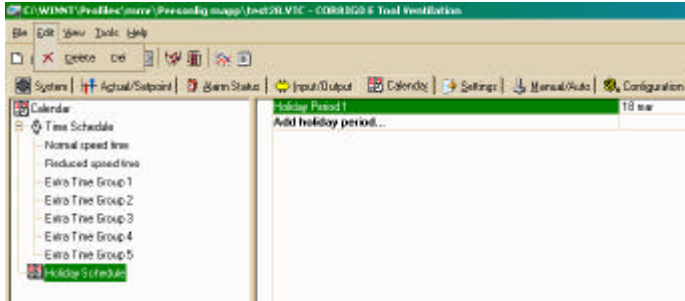 C:\WINNT\Profiles\mrrr\Personlig mapp\test28.VTC - CORRIGO E Tool Ventilation
File Edit View Tools Help
Delete Del
System Actual/Setpoint Alarm Status Input/Output Calendar Settings Manual/Auto Configuration
Calendar
Time Schedule
Normal speed time
Reduced speed time
Extra Time Group 1
Extra Time Group 2
Extra Time Group 3
Extra Time Group 4
Extra Time Group 5
Holiday Schedule
Holiday Period 1 18 mar
Add holiday period...